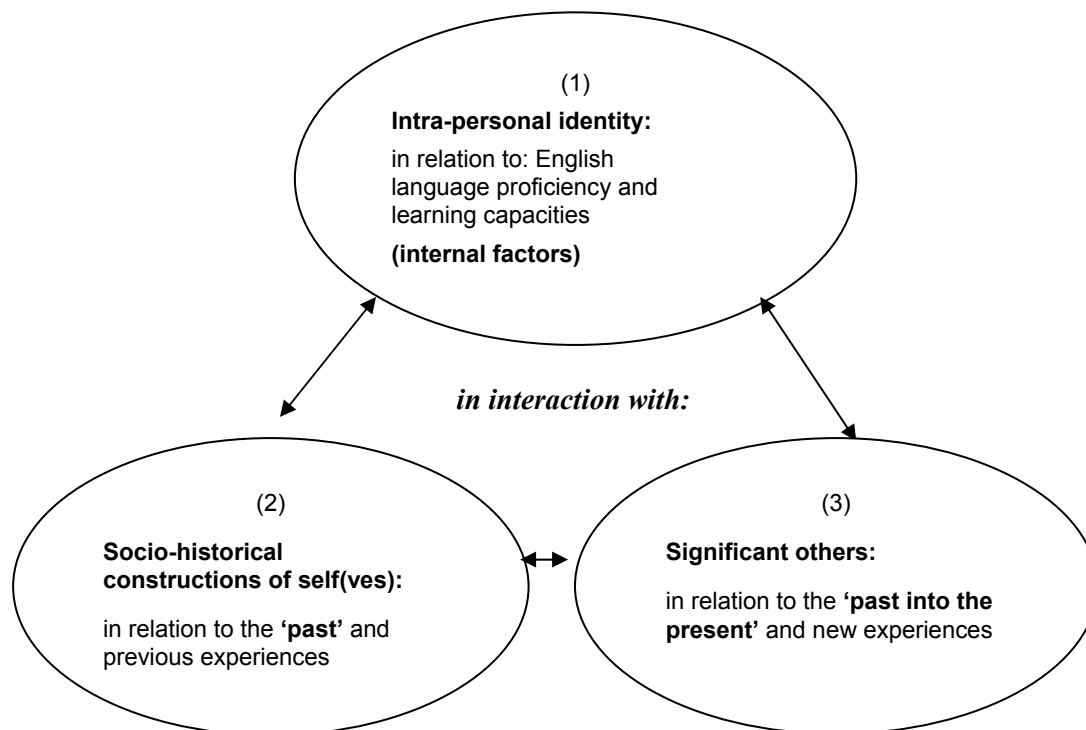 (1)
Intra-personal identity:
in relation to: English
language proficiency and
learning capacities
(internal factors)
in interaction with:
(2)
Socio-historical
constructions of self(ves):
in relation to the ‘past’ and
previous experiences
(3)
Significant others:
in relation to the ‘past into the
present’ and new experiences